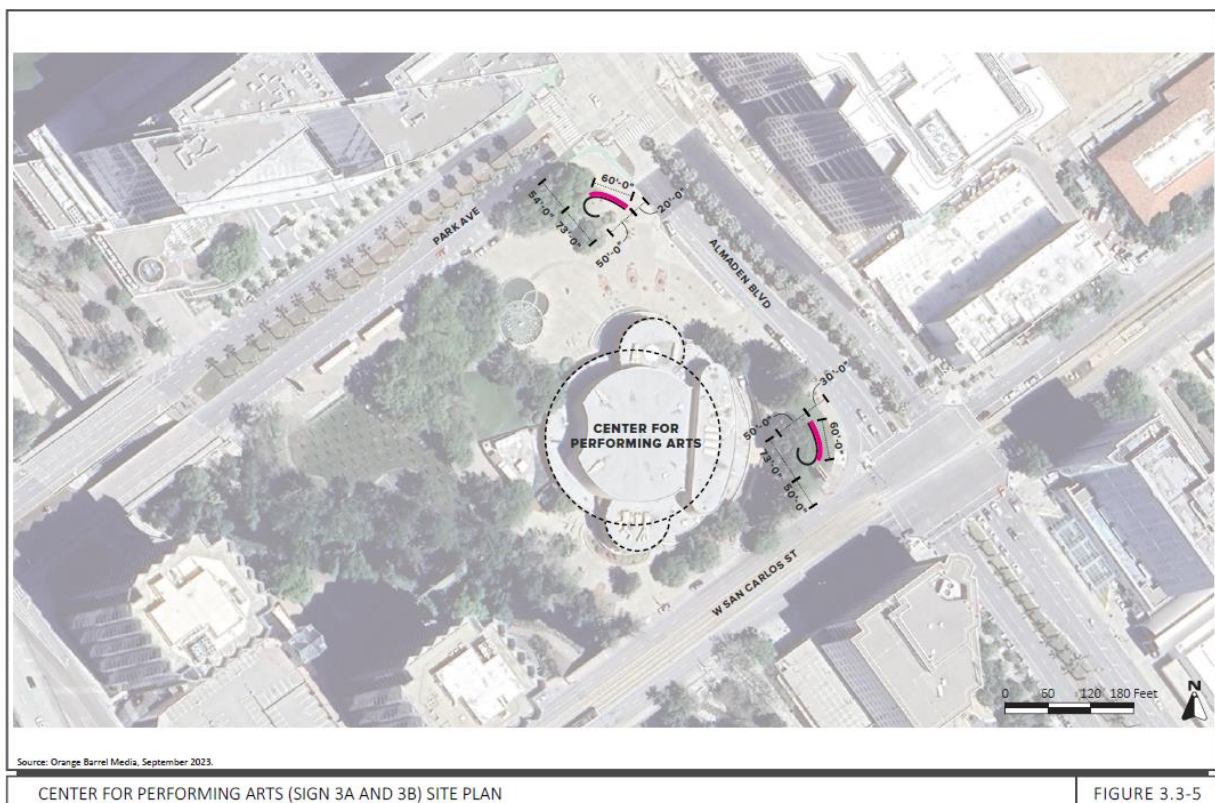 60'-0"
54'-0"
20'-0"
73'-0"
50'-0"
PARK AVE
ALMADEN BLVD
30'-0"
50'-0"
60'-0"
73'-0"
50'-0"
CENTER FOR
PERFORMING ARTS
W SAN CARLOS ST
0 60 120 180 Feet
N
Source: Orange Barrel Media, September 2023.
CENTER FOR PERFORMING ARTS (SIGN 3A AND 3B) SITE PLAN
FIGURE 3.3-5